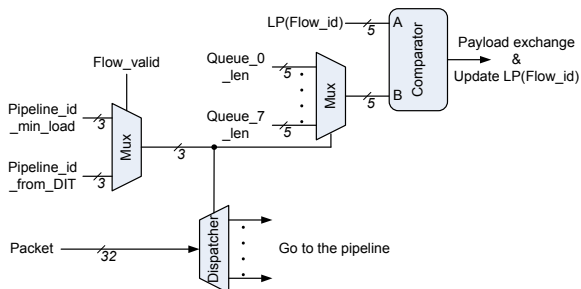 LP(Flow_id)
5
A
Comparator
Payload exchange
&
Update LP(Flow_id)
Flow_valid
Queue_0
_len
5
Mux
5
B
Pipeline_id
_min_load
3
Mux
3
Queue_7
_len
5
Pipeline_id
_from_DIT
3
Packet
32
Dispatcher
Go to the pipeline